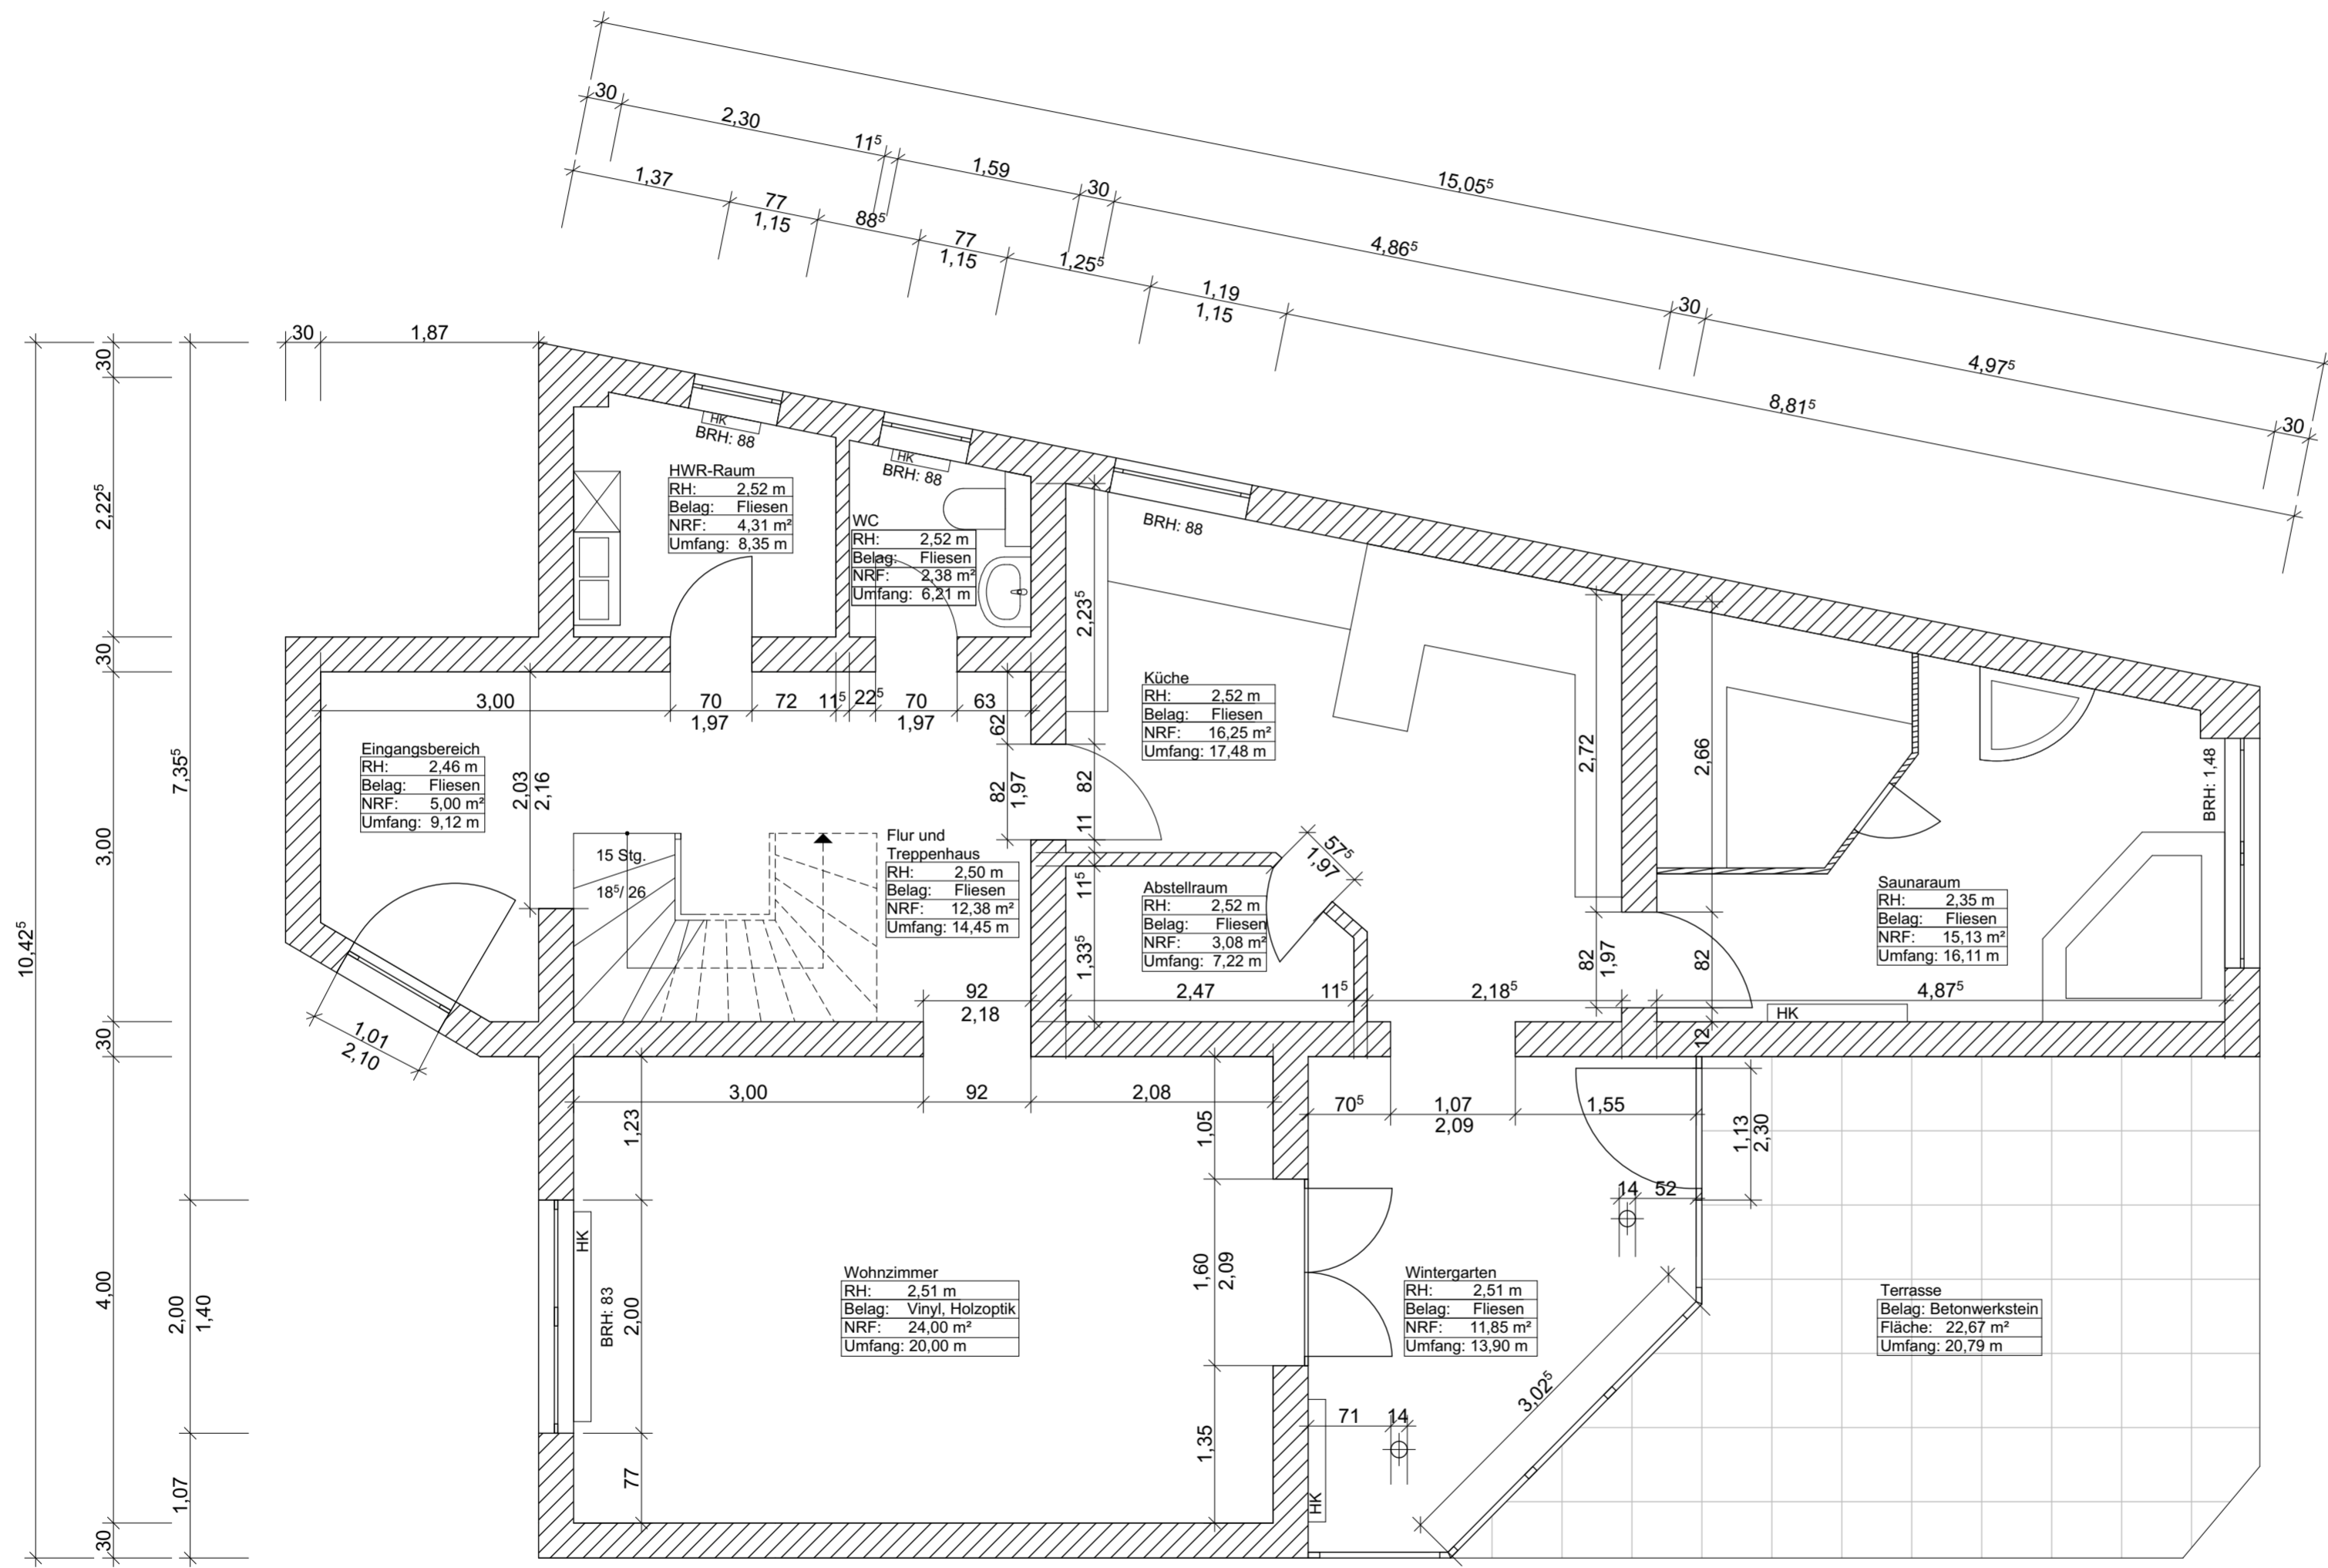 15,05⁵
30
2,30
11⁵
1,59
30
4,86⁵
30
4,97⁵
30
1,37
77
1,15
88⁵
77
1,15
1,25⁵
1,19
1,15
8,81⁵
30
1,87
10,42⁵
30
2,22⁵
30
3,00
30
4,00
30
7,35⁵
2,00
1,40
1,07
HK
BRH: 88
HK
BRH: 88
BRH: 88
HWR-Raum
RH: 2,52 m
Belag: Fliesen
NRF: 4,31 m²
Umfang: 8,35 m
WC
RH: 2,52 m
Belag: Fliesen
NRF: 2,38 m²
Umfang: 6,21 m
2,23⁵
3,00
70
1,97
72
11⁵
22⁵
70
1,97
63
62
82
1,97
82
11
Küche
RH: 2,52 m
Belag: Fliesen
NRF: 16,25 m²
Umfang: 17,48 m
2,72
2,66
BRH: 1,48
Eingangsbereich
RH: 2,46 m
Belag: Fliesen
NRF: 5,00 m²
Umfang: 9,12 m
2,03
2,16
15 Stg.
18⁵/ 26
Flur und
Treppenhaus
RH: 2,50 m
Belag: Fliesen
NRF: 12,38 m²
Umfang: 14,45 m
57⁵
1,97
11⁵
1,33⁵
Abstellraum
RH: 2,52 m
Belag: Fliesen
NRF: 3,08 m²
Umfang: 7,22 m
Saunaraum
RH: 2,35 m
Belag: Fliesen
NRF: 15,13 m²
Umfang: 16,11 m
82
1,97
82
92
2,18
2,47
11⁵
2,18⁵
4,87⁵
HK
12
1,01
2,10
3,00
92
2,08
70⁵
1,07
2,09
1,55
1,23
1,05
1,13
2,30
14
52
HK
BRH: 83
2,00
77
1,60
2,09
1,35
Wohnzimmer
RH: 2,51 m
Belag: Vinyl, Holzoptik
NRF: 24,00 m²
Umfang: 20,00 m
Wintergarten
RH: 2,51 m
Belag: Fliesen
NRF: 11,85 m²
Umfang: 13,90 m
Terrasse
Belag: Betonwerkstein
Fläche: 22,67 m²
Umfang: 20,79 m
3,02⁵
71
14
HK